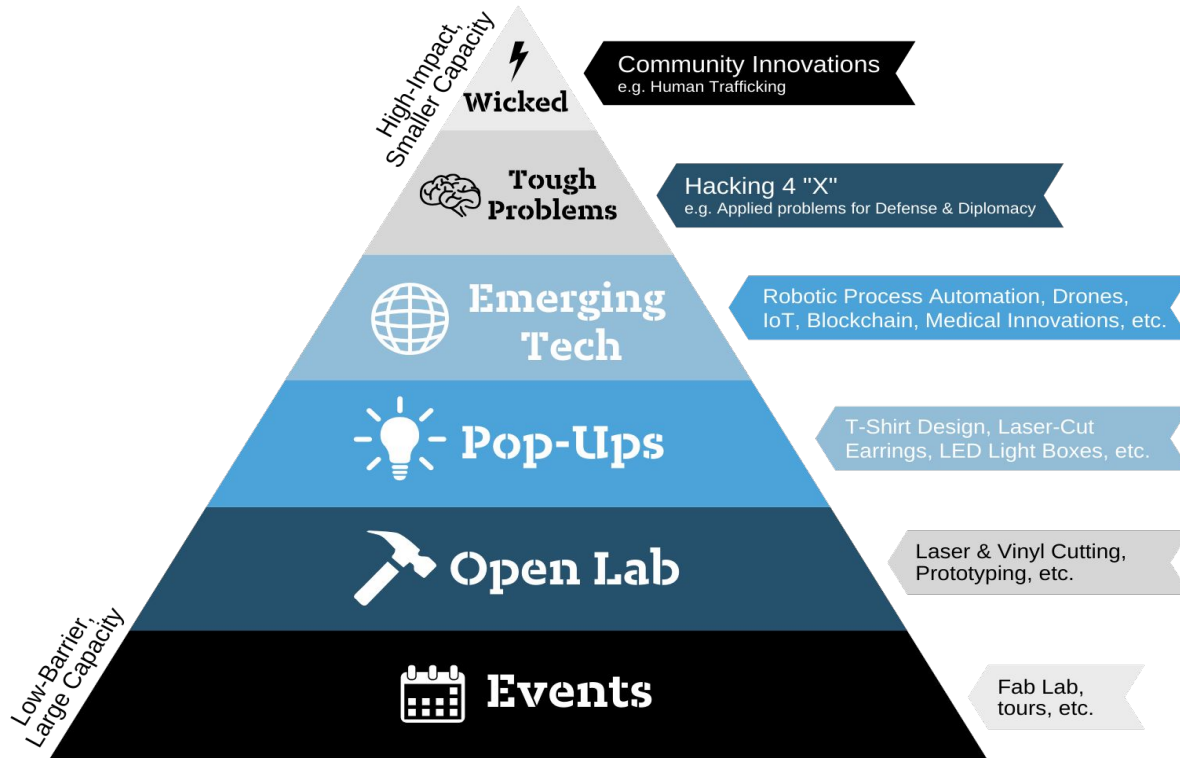 High-Impact,
Smaller Capacity
Wicked
Community Innovations
e.g. Human Trafficking
Tough
Problems
Hacking 4 "X"
e.g. Applied problems for Defense & Diplomacy
Emerging
Tech
Robotic Process Automation, Drones,
IoT, Blockchain, Medical Innovations, etc.
Pop-Ups
T-Shirt Design, Laser-Cut
Earrings, LED Light Boxes, etc.
Open Lab
Laser & Vinyl Cutting,
Prototyping, etc.
Low-Barrier,
Large Capacity
Events
Fab Lab,
tours, etc.